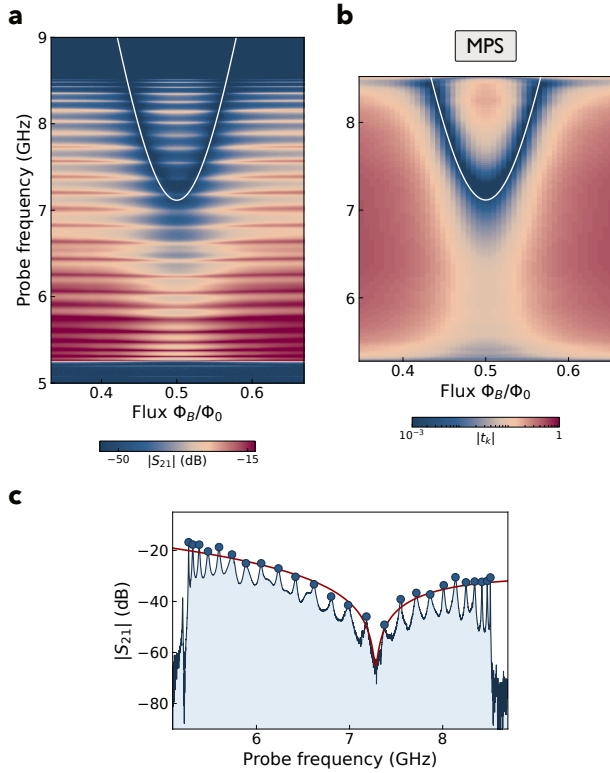 a
9
8
7
6
5
Probe frequency (GHz)
0.4 0.5 0.6
Flux Φ_B/Φ_0
−50 |S_21| (dB) −15
b
MPS
8
7
6
0.4 0.5 0.6
Flux Φ_B/Φ_0
10^−3 |t_k| 1
c
−20
−40
−60
−80
|S_21| (dB)
6 7 8
Probe frequency (GHz)